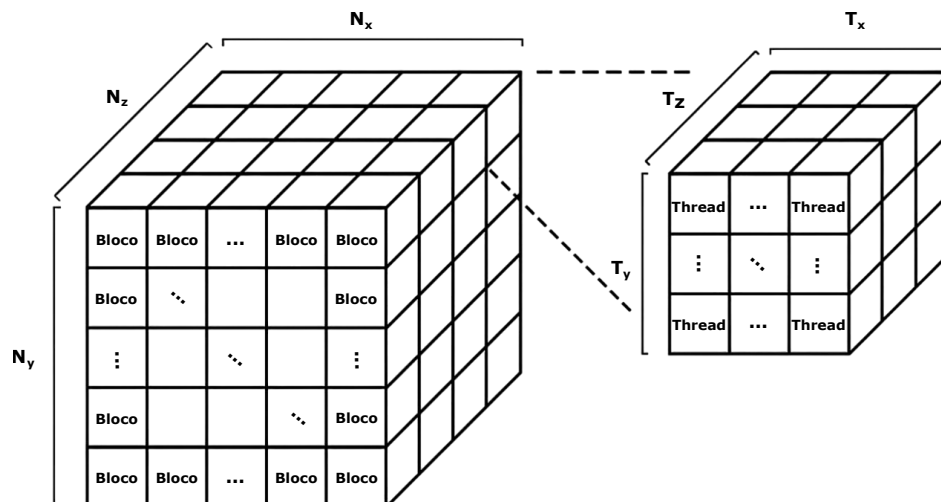 Nx
Tx
Nz
Tz
Thread ... Thread
Bloco Bloco ... Bloco Bloco
Ty
⋮ ⋱ ⋮
Bloco ⋱ Bloco
Thread ... Thread
Ny
⋮ ⋱ ⋮
Bloco ⋱ Bloco
Bloco Bloco ... Bloco Bloco